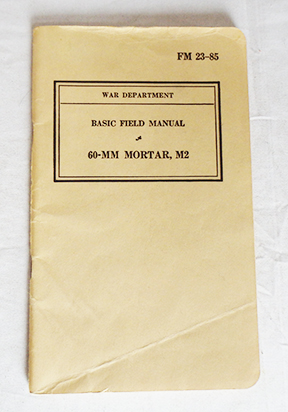 FM 23–85
WAR DEPARTMENT
BASIC FIELD MANUAL
60-MM MORTAR, M2